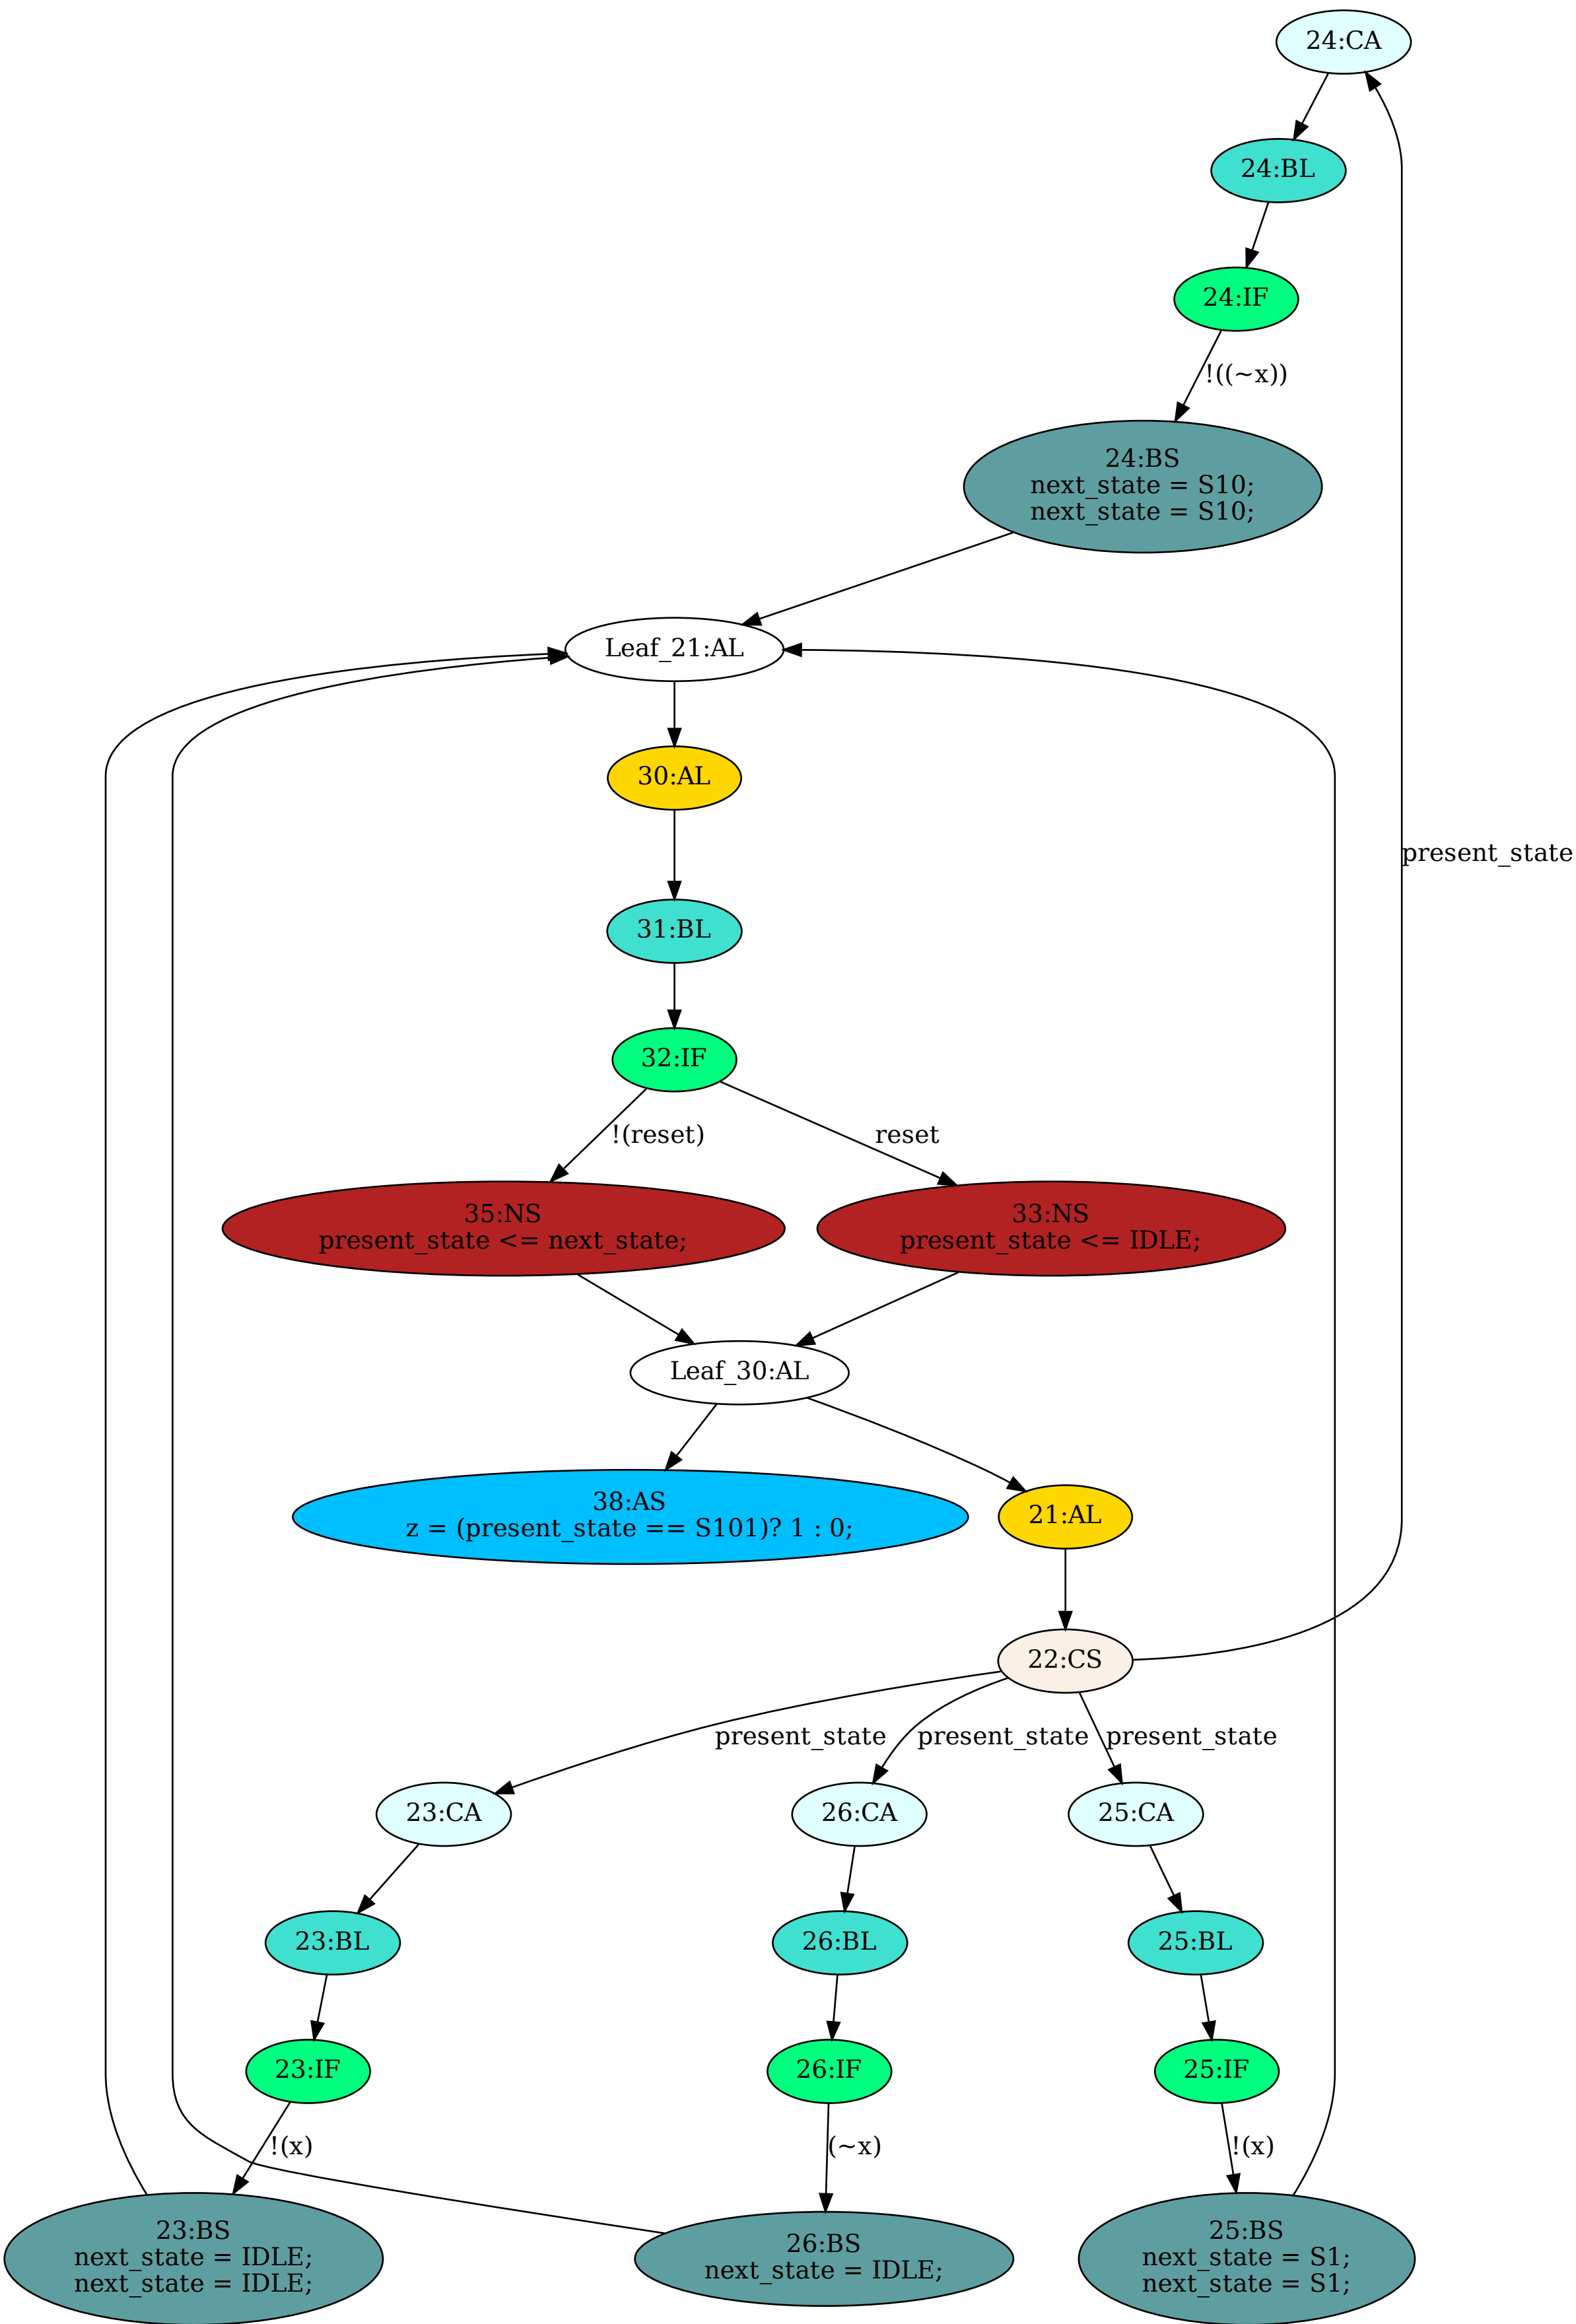 24:CA
24:BL
24:IF
!((~x))
24:BS
next_state = S10;
next_state = S10;
Leaf_21:AL
30:AL
present_state
31:BL
32:IF
!(reset)
reset
35:NS
present_state <= next_state;
33:NS
present_state <= IDLE;
Leaf_30:AL
38:AS
z = (present_state == S101)? 1 : 0;
21:AL
22:CS
present_state
present_state
present_state
23:CA
26:CA
25:CA
23:BL
26:BL
25:BL
23:IF
26:IF
25:IF
!(x)
(~x)
!(x)
23:BS
next_state = IDLE;
next_state = IDLE;
26:BS
next_state = IDLE;
25:BS
next_state = S1;
next_state = S1;